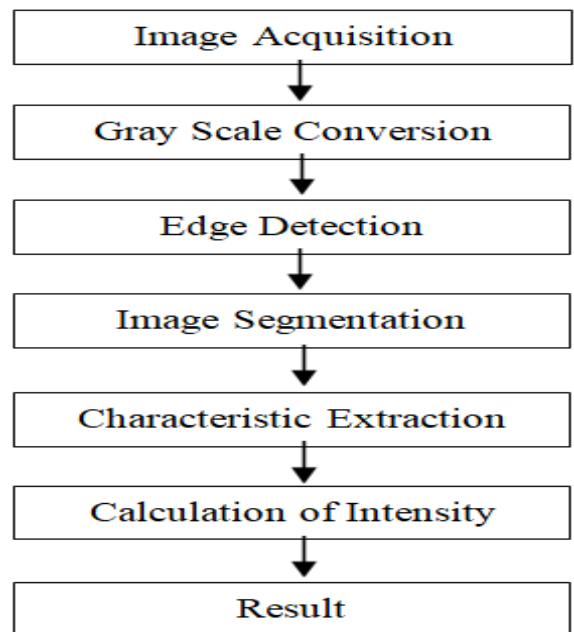 Image Acquisition
Gray Scale Conversion
Edge Detection
Image Segmentation
Characteristic Extraction
Calculation of Intensity
Result